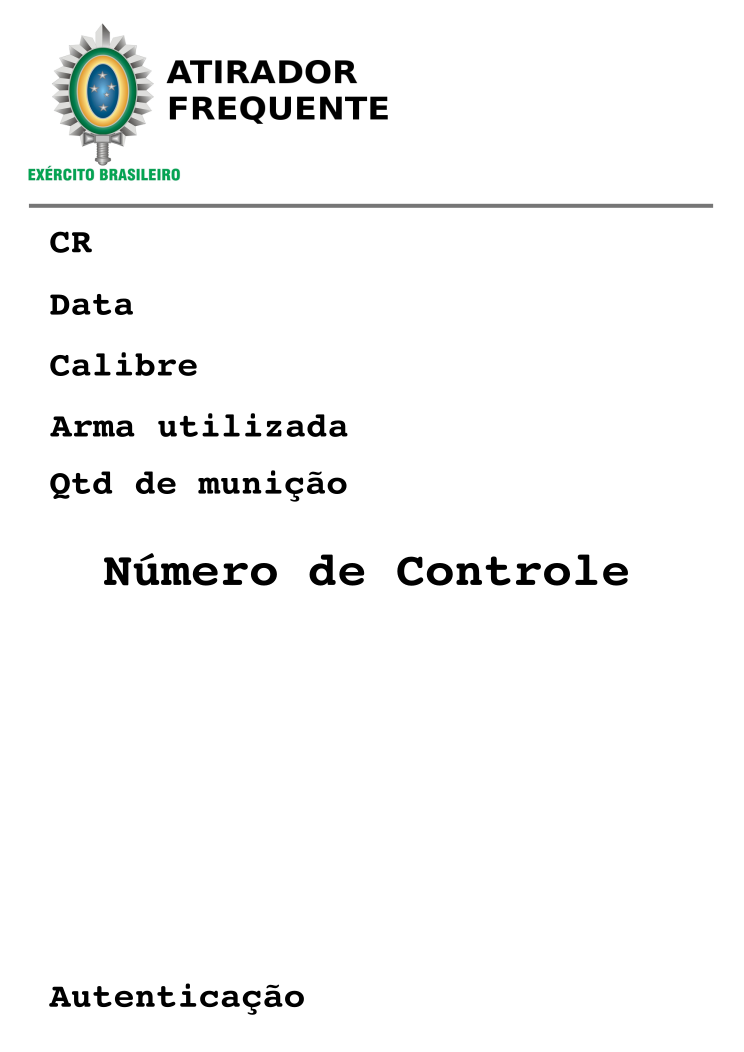 ATIRADOR
FREQUENTE
EXÉRCITO BRASILEIRO
CR
Data
Calibre
Arma utilizada
Qtd de munição
Número de Controle
Autenticação